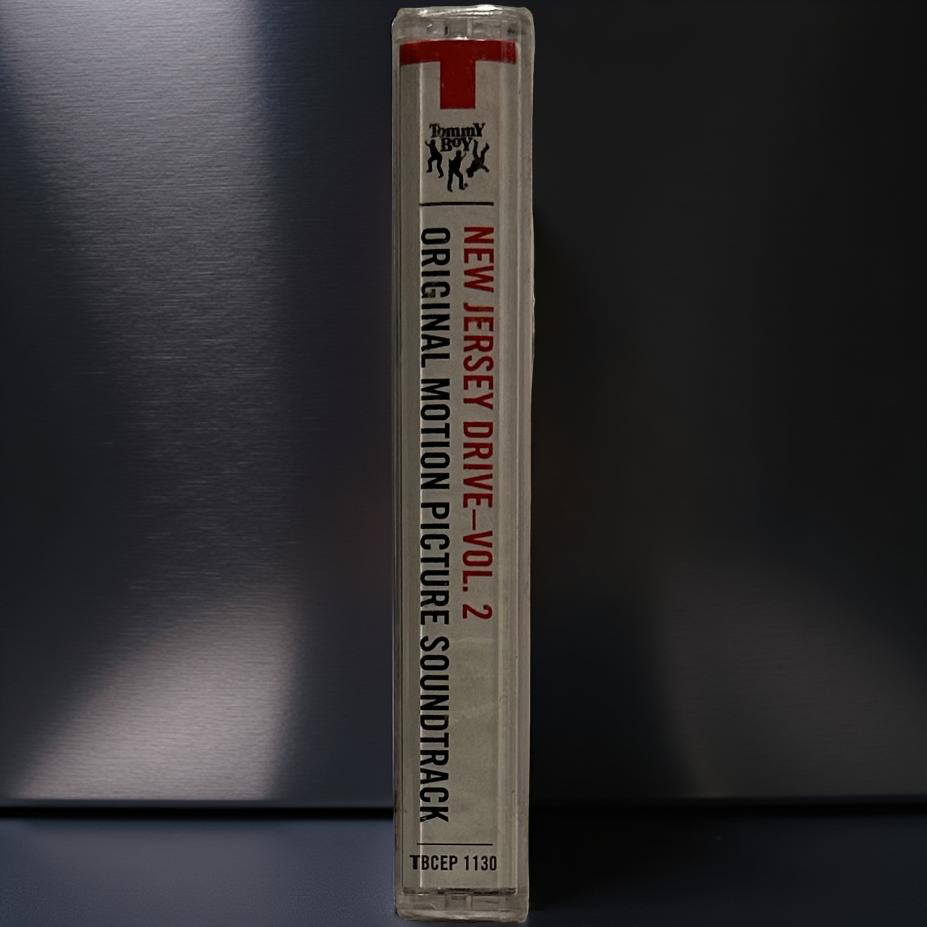 T
Tommy
Boy
NEW JERSEY DRIVE—VOL. 2
ORIGINAL MOTION PICTURE SOUNDTRACK
TBCEP 1130